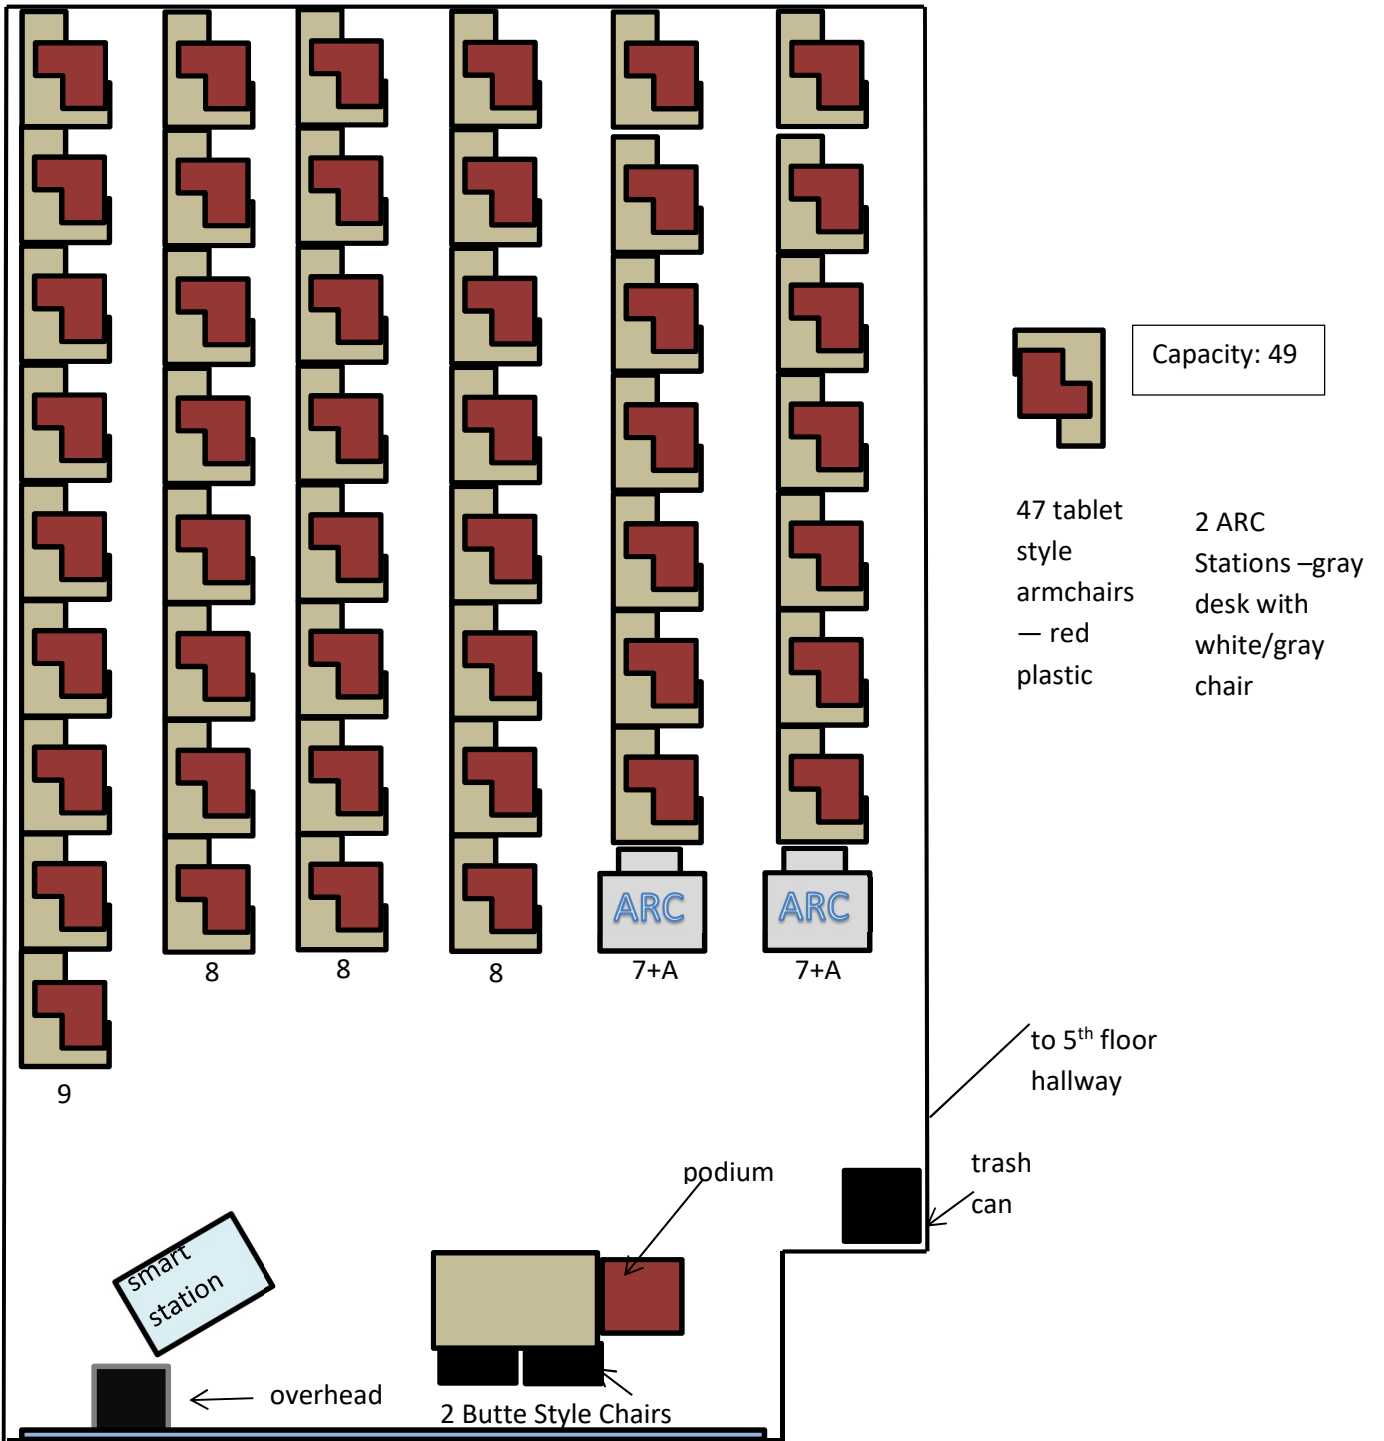 Capacity: 49
47 tablet
style
armchairs
— red
plastic
2 ARC
Stations –gray
desk with
white/gray
chair
ARC
ARC
8
8
8
7+A
7+A
9
to 5th floor
hallway
trash
can
podium
smart
station
overhead
2 Butte Style Chairs